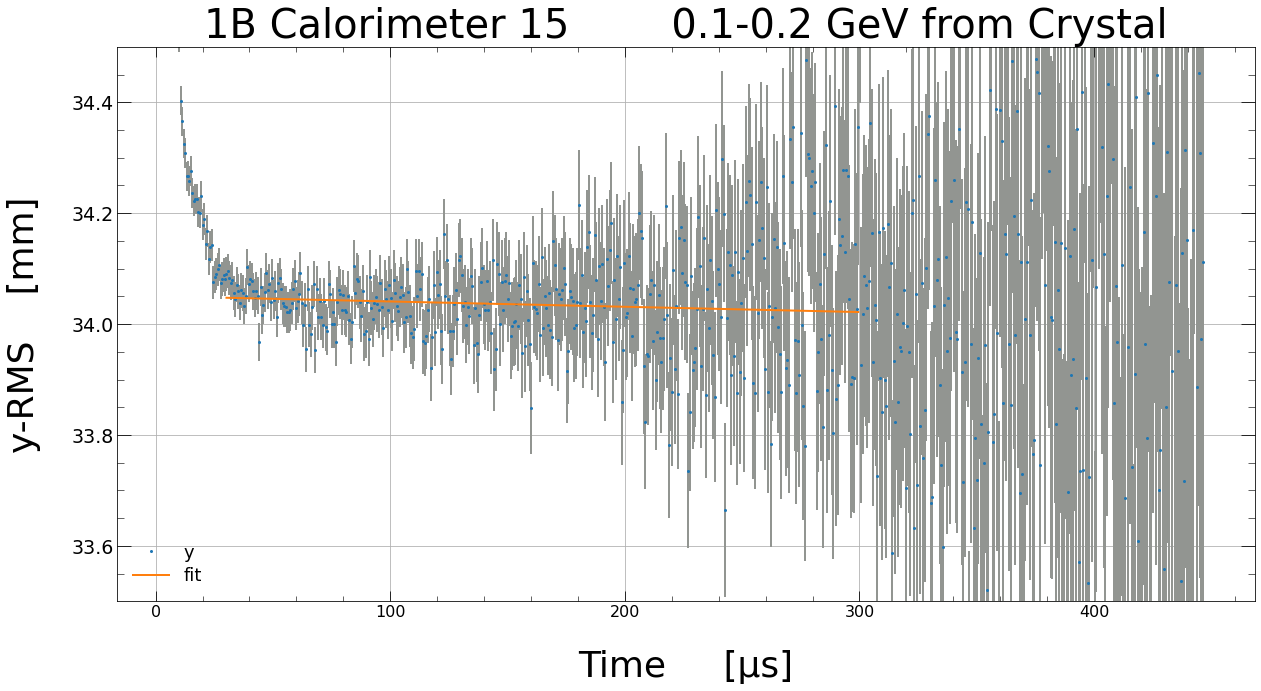 1B Calorimeter 15 0.1-0.2 GeV from Crystal
y-RMS [mm]
34.4
34.2
34.0
33.8
33.6
y
fit
0 100 200 300 400
Time [µs]